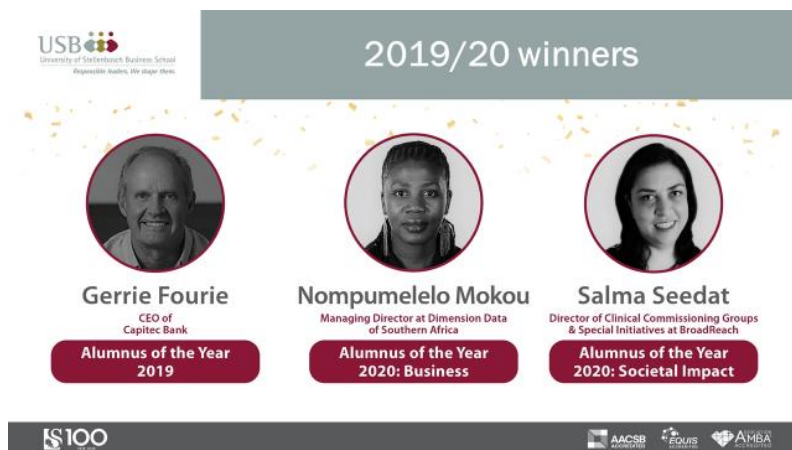 USB
University of Stellenbosch Business School
Responsible leaders, We shape them.
2019/20 winners
Gerrie Fourie
CEO of
Capitec Bank
Alumnus of the Year
2019
Nompumelelo Mokou
Managing Director at Dimension Data
of Southern Africa
Alumnus of the Year
2020: Business
Salma Seedat
Director of Clinical Commissioning Groups
& Special Initiatives at BroadReach
Alumnus of the Year
2020: Societal Impact
100
AACSB
ACCREDITED
EQUIS
ACCREDITED
AMBA
ACCREDITED